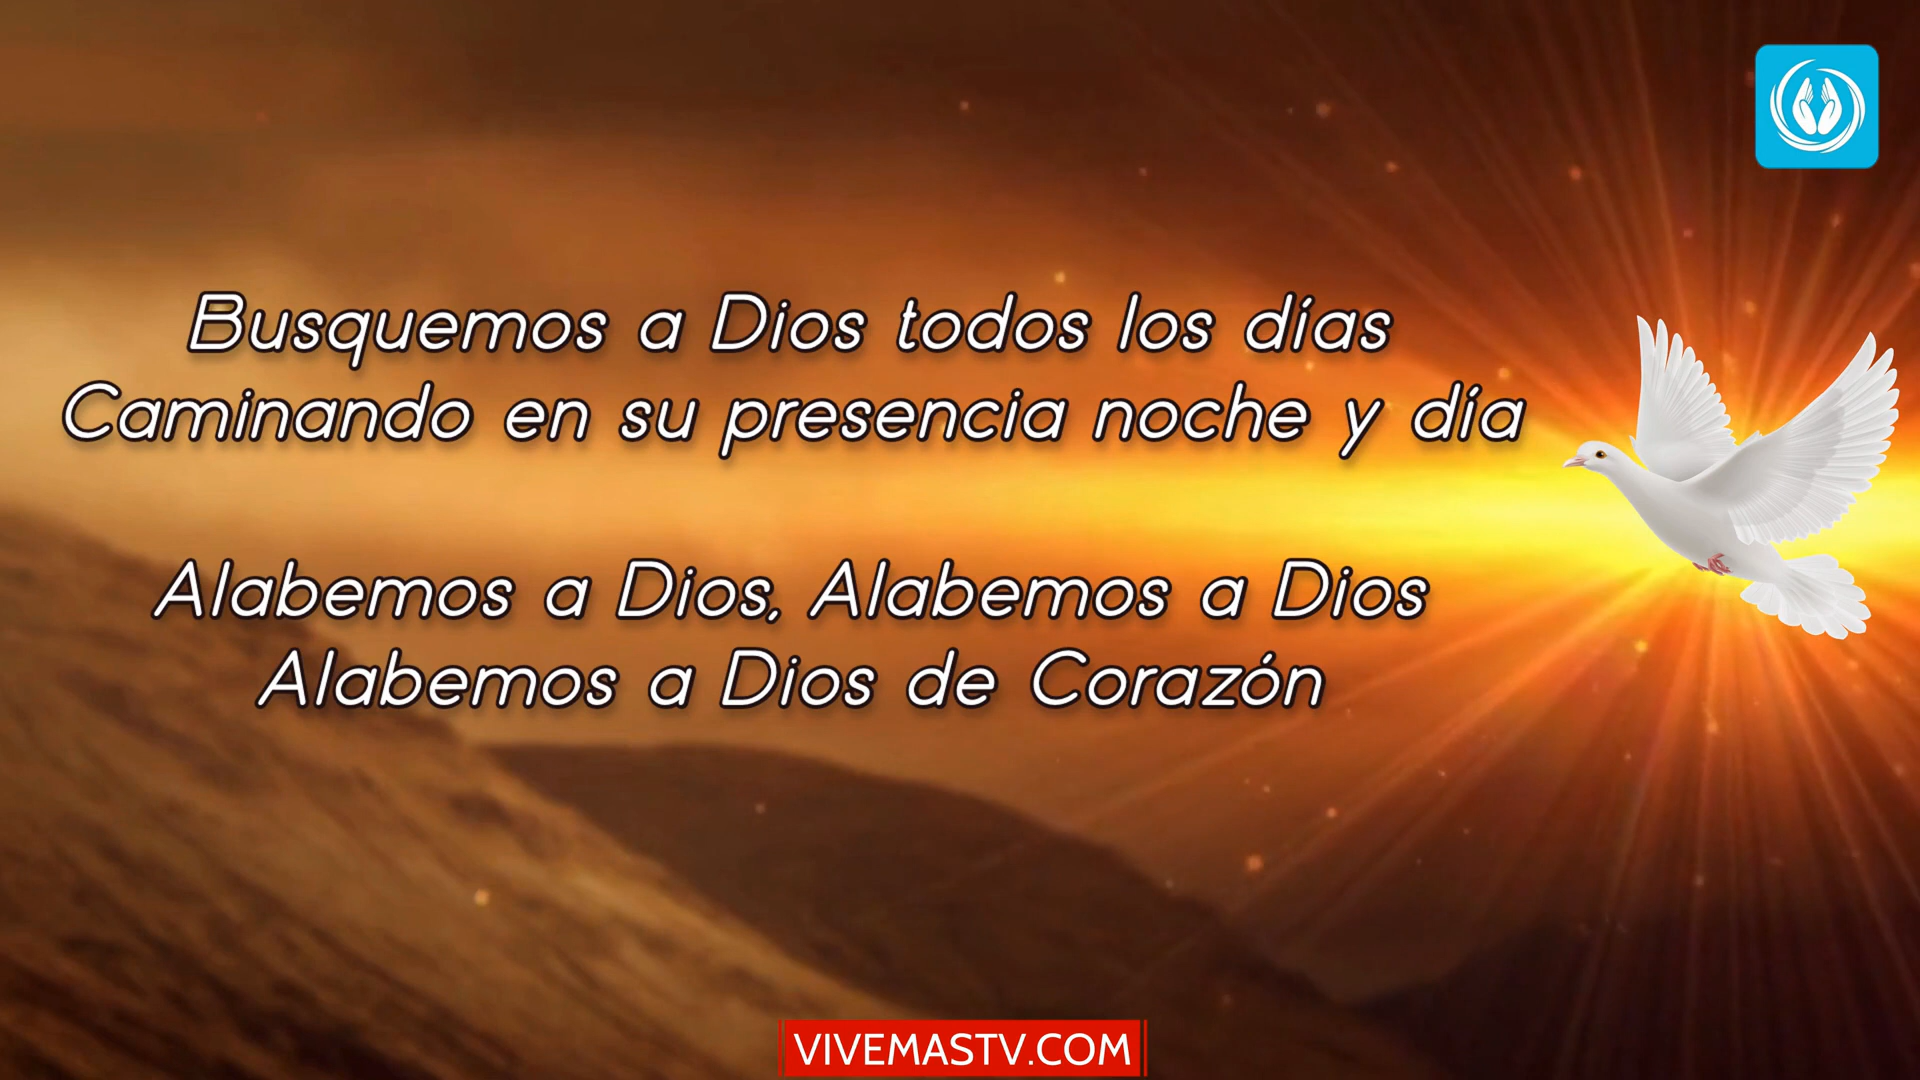 Busquemos a Dios todos los días
Caminando en su presencia noche y día
Alabemos a Dios, Alabemos a Dios
Alabemos a Dios de Corazón
VIVEMASTV.COM